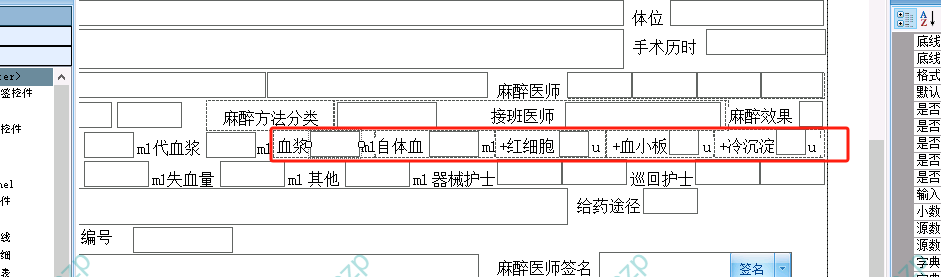 体位
手术历时
底线
底线
ter> 签控件
格式
麻醉医师
默认
控件
麻醉方法分类 接班医师 麻醉效果
是否
是否
ml代血浆 ml 血浆 ml自体血 ml +红细胞 u +血小板 u +冷沉淀 u
是否
是否
nel
ml失血量 ml 其他 ml 器械护士 巡回护士
是否
件
输入
给药途径
小数
线
编号
源数
细
源数
表
麻醉医师签名 签名
字典